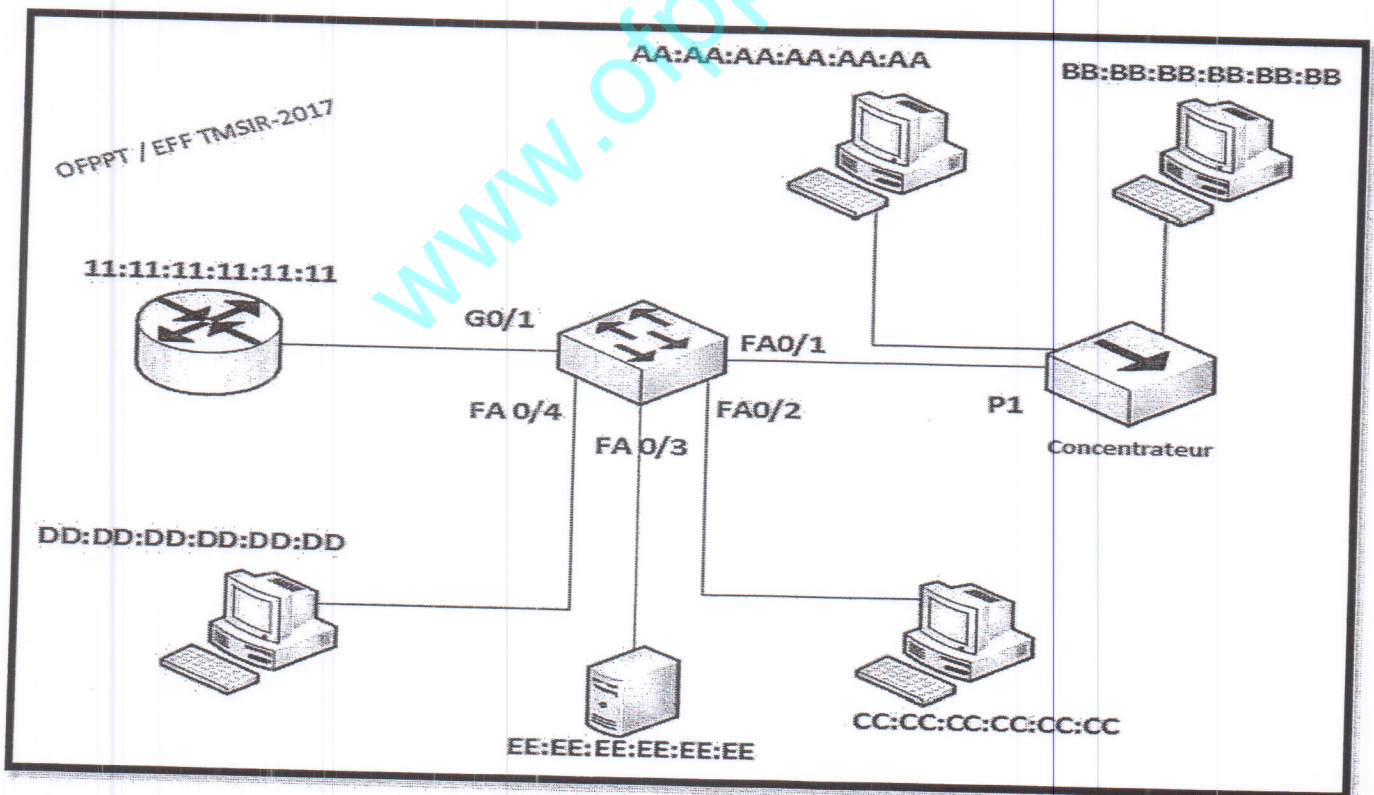 AA:AA:AA:AA:AA:AA
BB:BB:BB:BB:BB:BB
OFPPT / EFF TMSIR-2017
www.ofpp
11:11:11:11:11:11
G0/1
FA0/1
FA 0/4
FA0/2
P1
FA 0/3
Concentrateur
DD:DD:DD:DD:DD:DD
CC:CC:CC:CC:CC:CC
EE:EE:EE:EE:EE:EE